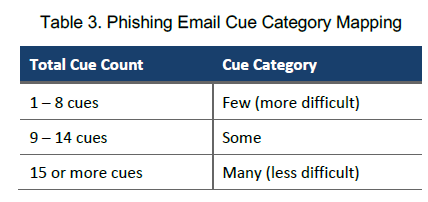 Table 3. Phishing Email Cue Category Mapping
Total Cue Count Cue Category
1 – 8 cues Few (more difficult)
9 – 14 cues Some
15 or more cues Many (less difficult)